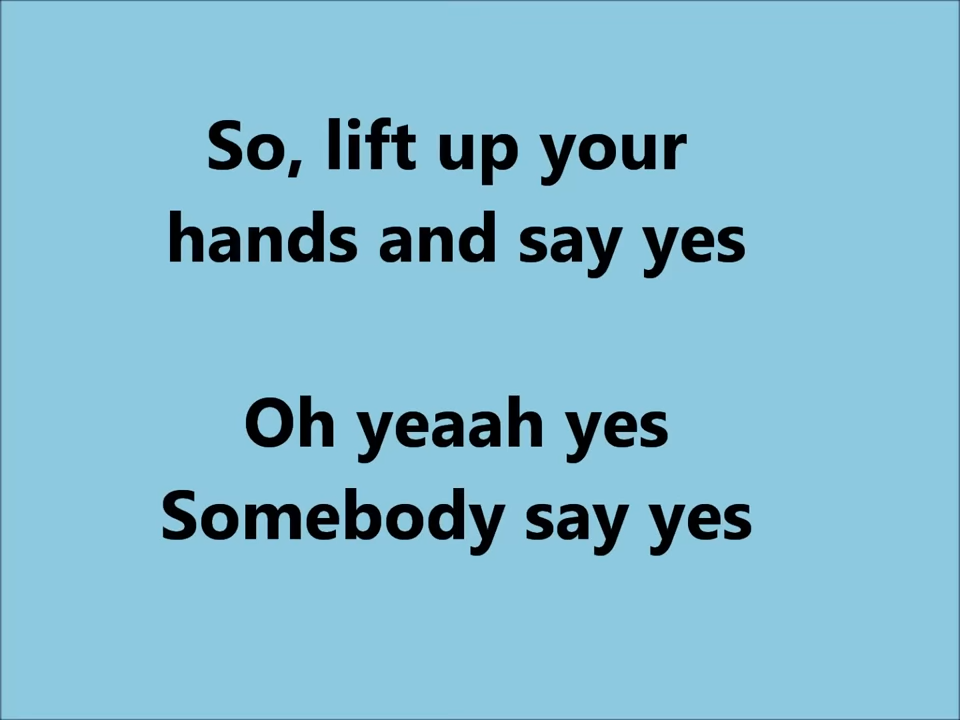 So, lift up your
hands and say yes
Oh yeaah yes
Somebody say yes